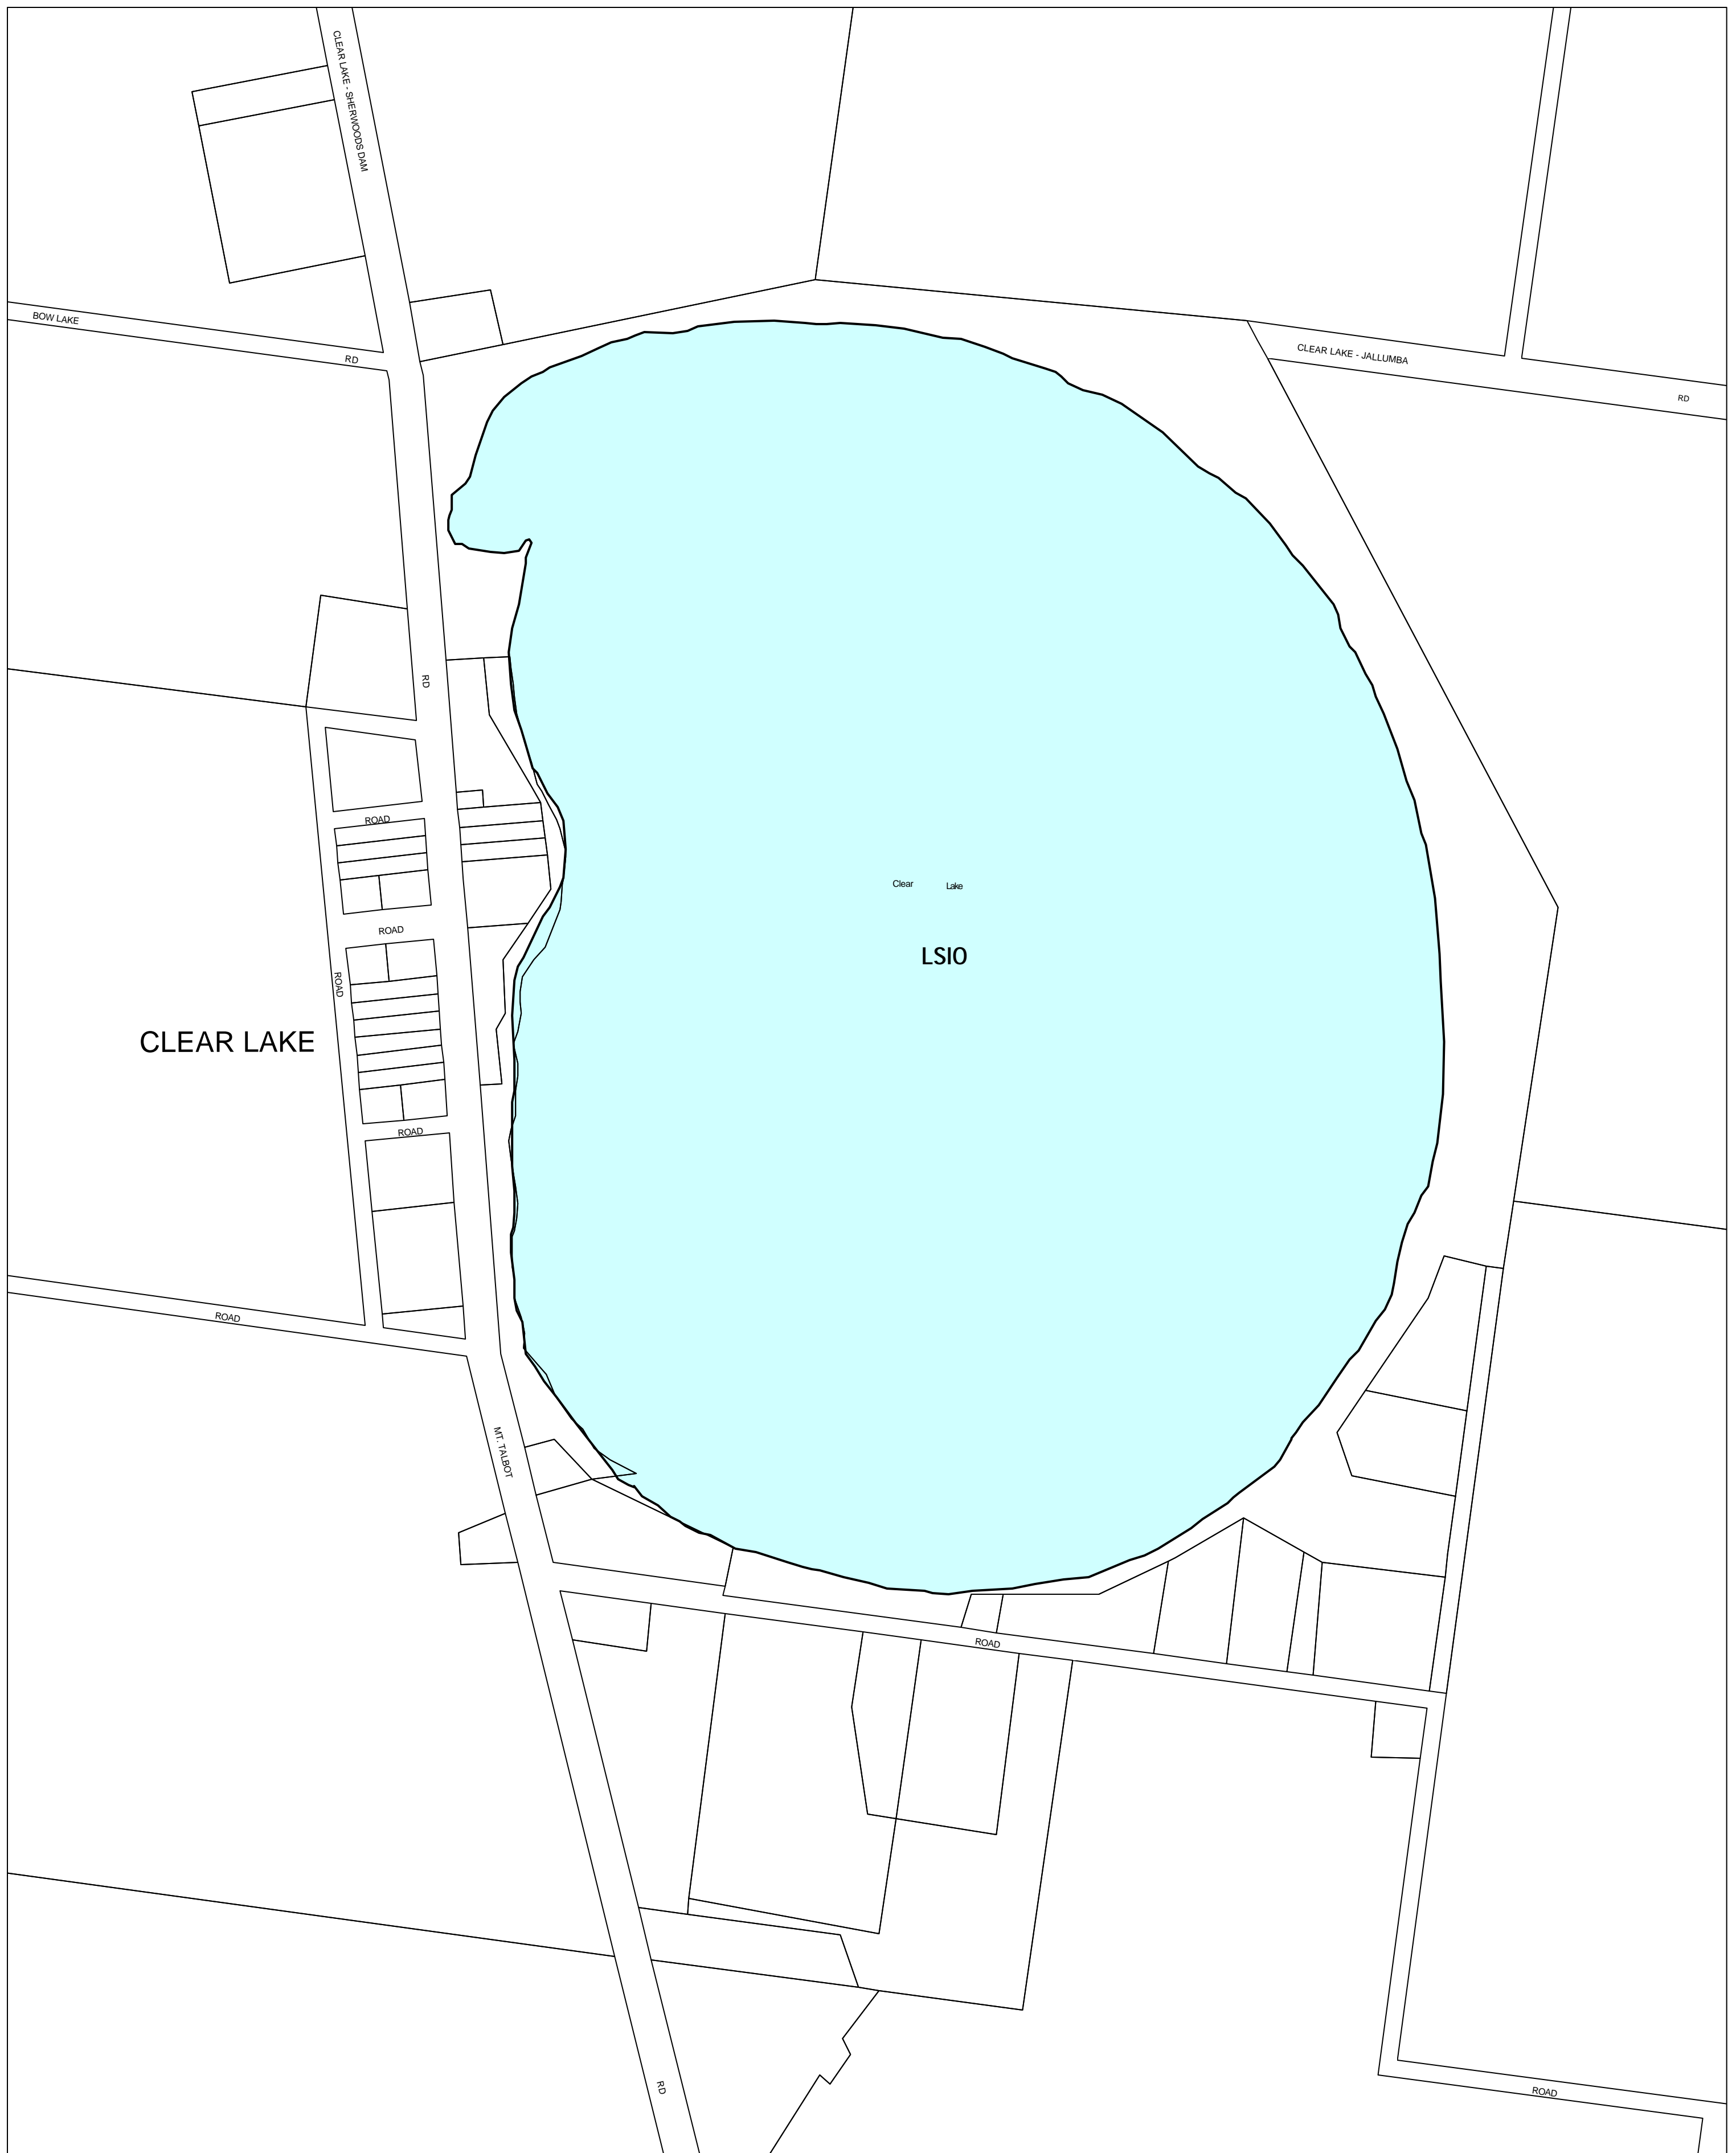 CLEAR LAKE - SHERWOODS DAM
BOW LAKE
RD
CLEAR LAKE - JALLUMBA
RD
RD
ROAD
Clear Lake
ROAD
LSIO
ROAD
CLEAR LAKE
ROAD
ROAD
MT. TALBOT
ROAD
RD
ROAD